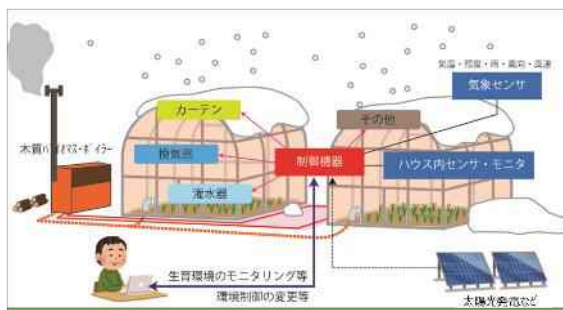 気温・照度・雨・風向・風速
気象センサ
カーテン
その他
木質バイオマス・ボイラー
換気器
制御機器
ハウス内センサ・モニタ
潅水器
生育環境のモニタリング等
環境制御の変更等
太陽光発電など